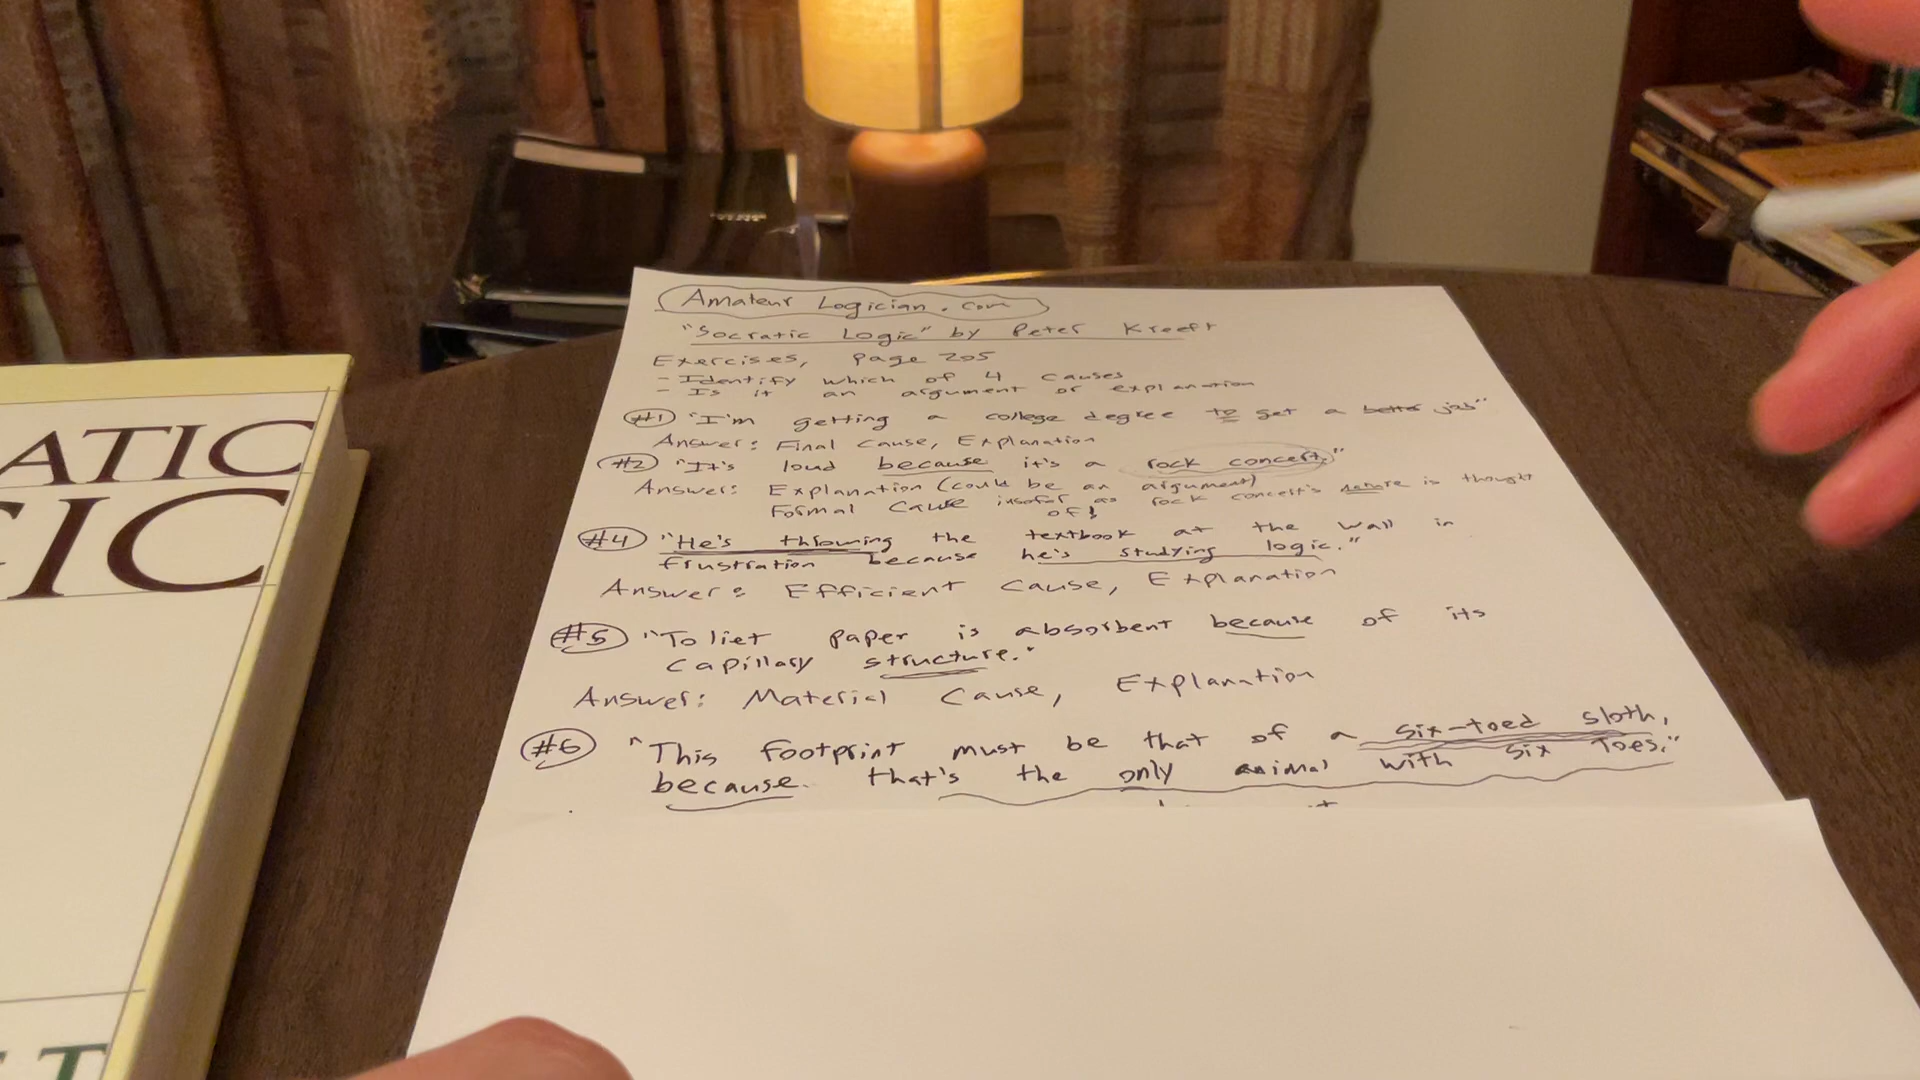 ATIC
GIC
Amateur Logician.com
"Socratic Logic" by Peter Kreeft
Exercises, page 205
- Identify which of 4 causes
- Is it an argument or explanation
#1 "I'm getting a college degree to get a better job"
Answer: Final Cause, Explanation
#2 "It's loud because it's a rock concert."
Answer: Explanation (could be an argument)
Formal Cause insofar as rock concert's nature is thought
of!
#4 "He's throwing the textbook at the wall in
frustration because he's studying logic."
Answer: Efficient Cause, Explanation
#5 "Toliet paper is absorbent because of its
capillary structure."
Answer: Material Cause, Explanation
#6 "This footprint must be that of a six-toed sloth,
because that's the only animal with six toes."